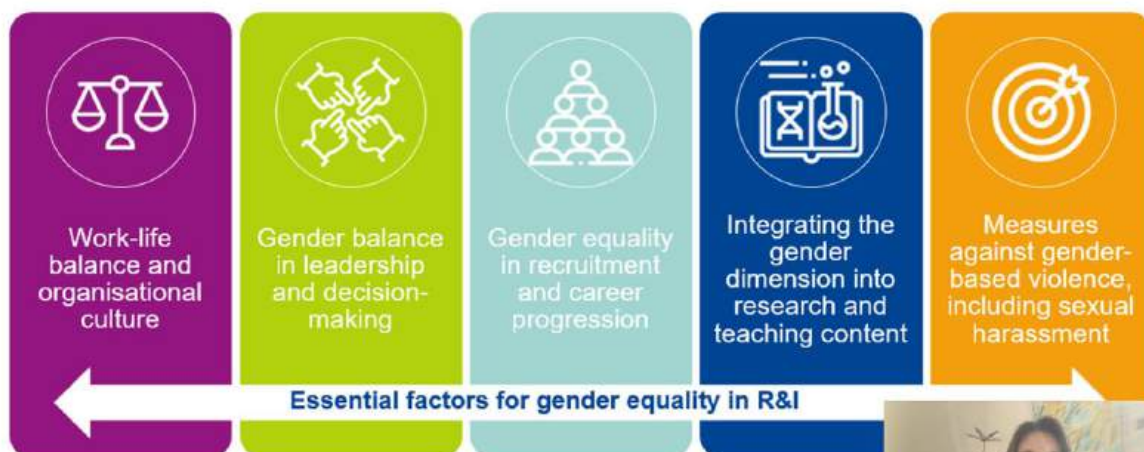 Work-life
balance and
organisational
culture
Gender balance
in leadership
and decision-
making
Gender equality
in recruitment
and career
progression
Integrating the
gender
dimension into
research and
teaching content
Measures
against gender-
based violence,
including sexual
harassment
Essential factors for gender equality in R&I